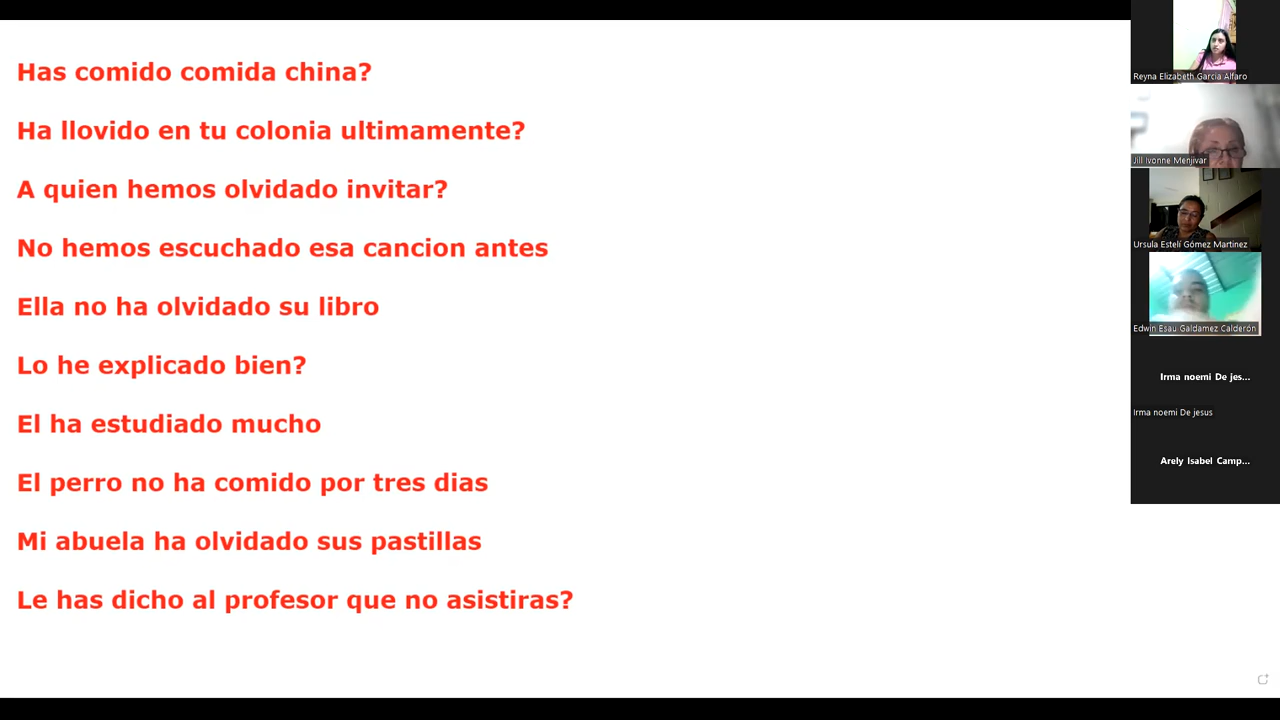 Has comido comida china?
Ha llovido en tu colonia ultimamente?
A quien hemos olvidado invitar?
No hemos escuchado esa cancion antes
Ella no ha olvidado su libro
Lo he explicado bien?
El ha estudiado mucho
El perro no ha comido por tres dias
Mi abuela ha olvidado sus pastillas
Le has dicho al profesor que no asistiras?
Reyna Elizabeth Garcia Alfaro
Jill Ivonne Menjivar
Ursula Estelí Gómez Martinez
Edwin Esau Galdamez Calderón
Irma noemi De jes...
Irma noemi De jesus
Arely Isabel Camp...